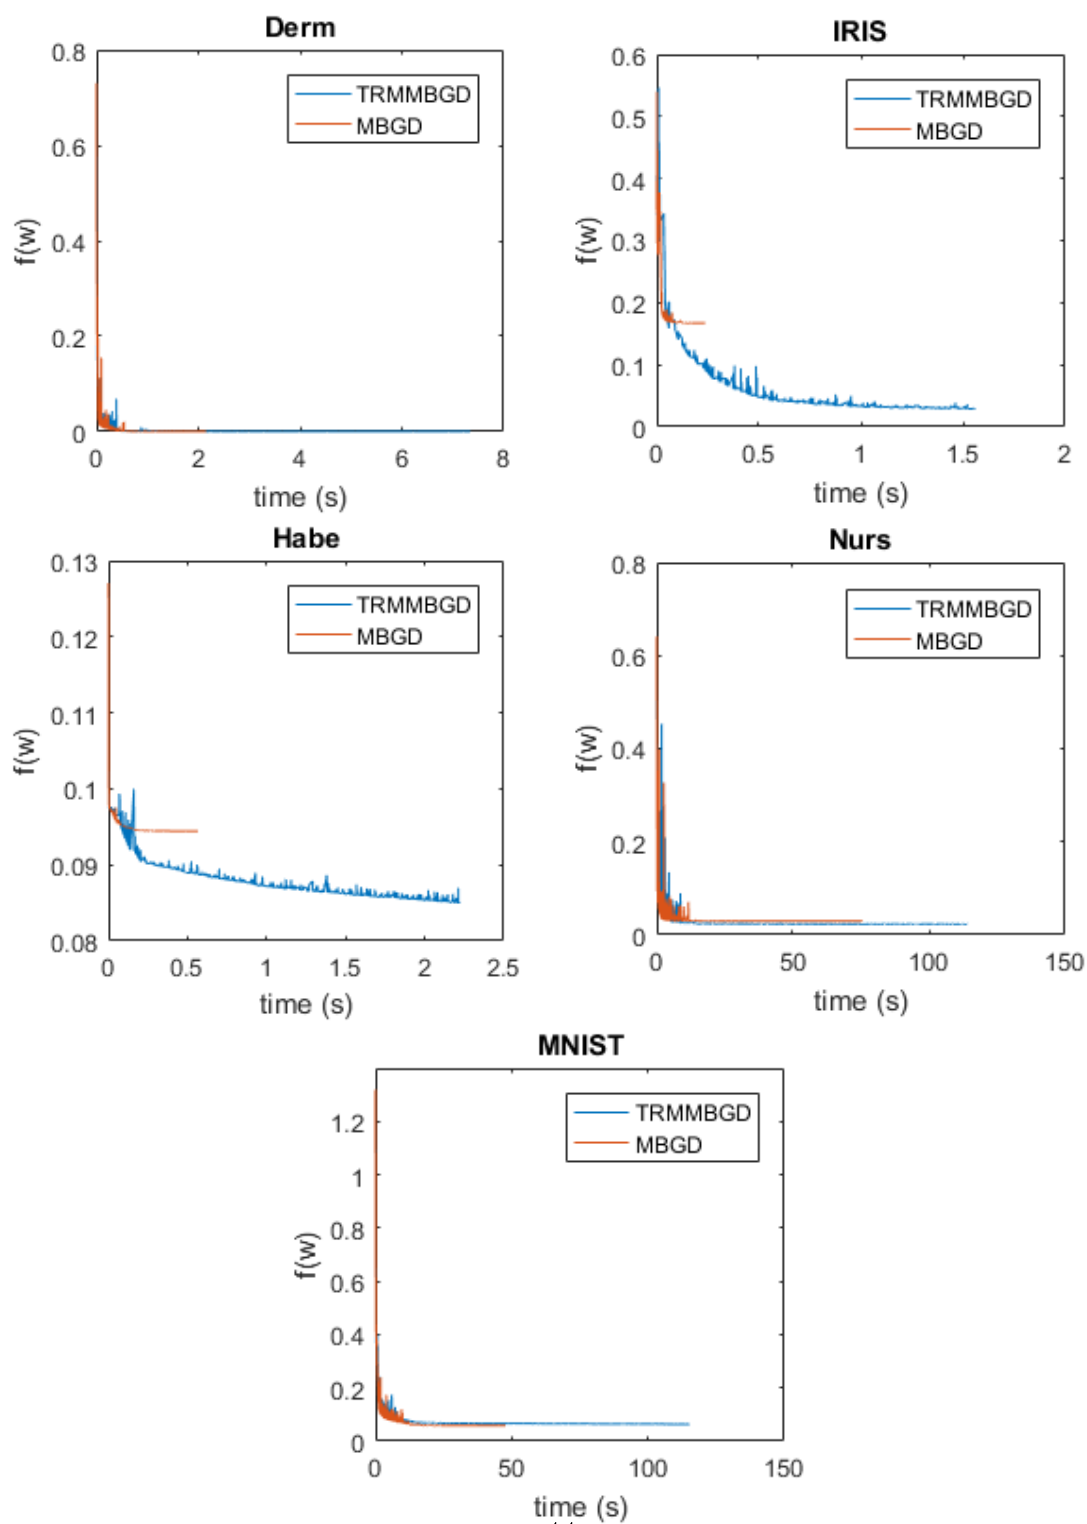 Derm
0.8
0.6
0.4
0.2
0
f(w)
TRMMBGD
MBGD
0 2 4 6 8
time (s)
IRIS
0.6
0.5
0.4
0.3
0.2
0.1
0
f(w)
TRMMBGD
MBGD
0 0.5 1 1.5 2
time (s)
Habe
0.13
0.12
0.11
0.1
0.09
0.08
f(w)
TRMMBGD
MBGD
0 0.5 1 1.5 2 2.5
time (s)
Nurs
0.8
0.6
0.4
0.2
0
f(w)
TRMMBGD
MBGD
0 50 100 150
time (s)
MNIST
1.2
1
0.8
0.6
0.4
0.2
0
f(w)
TRMMBGD
MBGD
0 50 100 150
time (s)